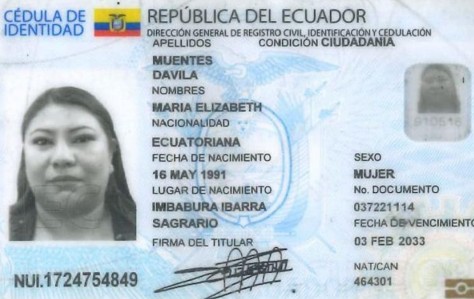 CÉDULA DE IDENTIDAD
REPÚBLICA DEL ECUADOR
DIRECCIÓN GENERAL DE REGISTRO CIVIL, IDENTIFICACIÓN Y CEDULACIÓN
APELLIDOS CONDICIÓN CIUDADANÍA
MUENTES
DAVILA
NOMBRES
MARIA ELIZABETH
NACIONALIDAD
ECUATORIANA
FECHA DE NACIMIENTO
16 MAY 1991
LUGAR DE NACIMIENTO
IMBABURA IBARRA
SAGRARIO
FIRMA DEL TITULAR
SEXO
MUJER
No. DOCUMENTO
037221114
FECHA DE VENCIMIENTO
03 FEB 2033
NAT/CAN
464301
NUI.1724754849